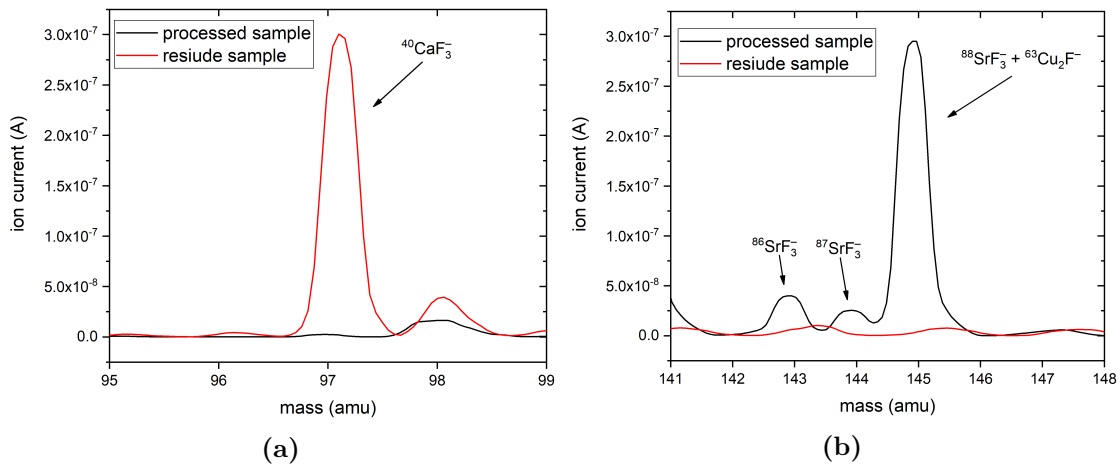 processed sample
resiude sample
⁴⁰CaF₃⁻
3.0x10⁻⁷
2.5x10⁻⁷
2.0x10⁻⁷
1.5x10⁻⁷
1.0x10⁻⁷
5.0x10⁻⁸
0.0
ion current (A)
95 96 97 98 99
mass (amu)
(a)
processed sample
resiude sample
⁸⁸SrF₃⁻ + ⁶³Cu₂F⁻
⁸⁶SrF₃⁻
⁸⁷SrF₃⁻
3.0x10⁻⁷
2.5x10⁻⁷
2.0x10⁻⁷
1.5x10⁻⁷
1.0x10⁻⁷
5.0x10⁻⁸
0.0
ion current (A)
141 142 143 144 145 146 147 148
mass (amu)
(b)